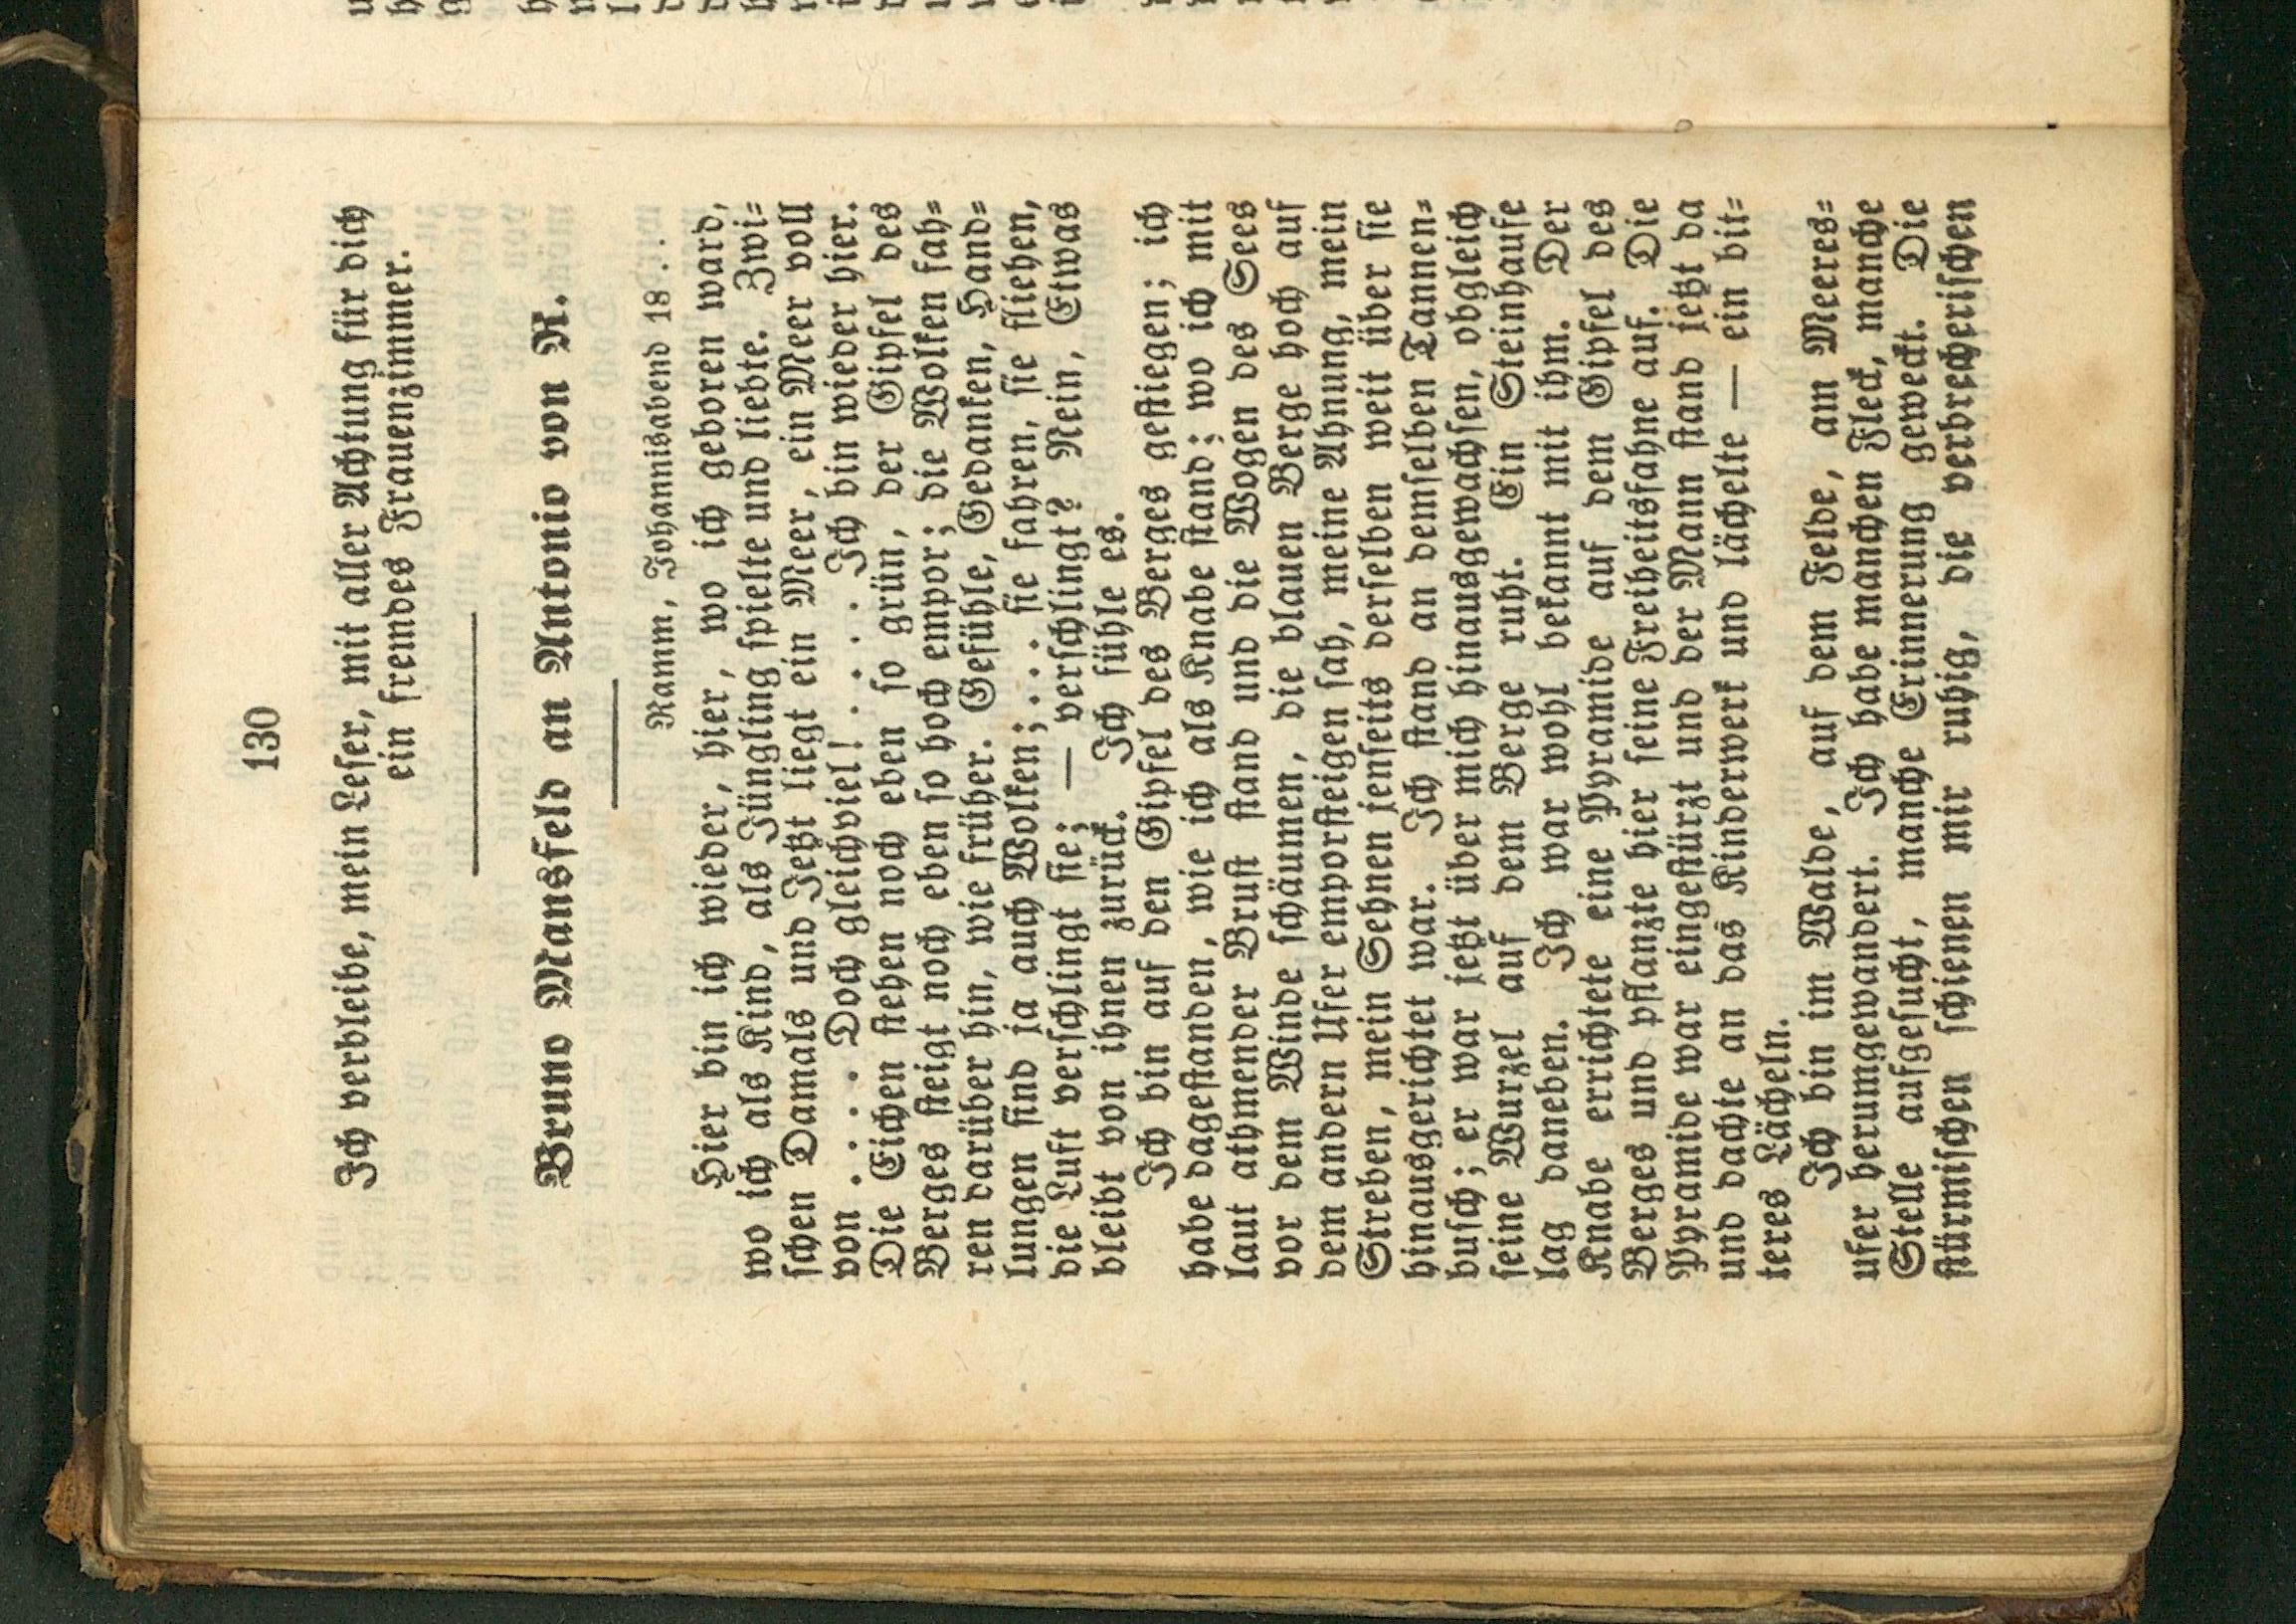 130
Ich verbleibe, mein Leser, mit aller Achtung für dich
ein fremdes Frauenzimmer.
Bruno Mansfeld an Antonio von R.
Ramm, Johannisabend 18 . .
Hier bin ich wieder, hier, wo ich geboren ward,
wo ich als Kind, als Jüngling spielte und liebte. Zwi⸗
schen Damals und Jetzt liegt ein Meer, ein Meer voll
von . . . . Doch gleichviel! . . . . Ich bin wieder hier.
Die Eichen stehen noch eben so grün, der Gipfel des
Berges steigt noch eben so hoch empor; die Wolken fah⸗
ren darüber hin, wie früher. Gefühle, Gedanken, Hand⸗
lungen sind ja auch Wolken; . . . sie fahren, sie fliehen,
die Luft verschlingt sie; — verschlingt? Nein, Etwas
bleibt von ihnen zurück. Ich fühle es.
Ich bin auf den Gipfel des Berges gestiegen; ich
habe dagestanden, wie ich als Knabe stand; wo ich mit
laut athmender Brust stand und die Wogen des Sees
vor dem Winde schäumen, die blauen Berge hoch auf
dem andern Ufer emporsteigen sah, meine Ahnung, mein
Streben, mein Sehnen jenseits derselben weit über sie
hinausgerichtet war. Ich stand an demselben Tannen⸗
busch; er war jetzt über mich hinausgewachsen, obgleich
seine Wurzel auf dem Berge ruht. Ein Steinhaufe
lag daneben. Ich war wohl bekannt mit ihm. Der
Knabe errichtete eine Pyramide auf dem Gipfel des
Berges und pflanzte hier seine Freiheitsfahne auf. Die
Pyramide war eingestürzt und der Mann stand jetzt da
und dachte an das Kinderwerk und lächelte — ein bit⸗
teres Lächeln.
Ich bin im Walde, auf dem Felde, am Meeres⸗
ufer herumgewandert. Ich habe manchen Fleck, manche
Stelle aufgesucht, manche Erinnerung geweckt. Die
stürmischen schienen mir ruhig, die verbrecherischen